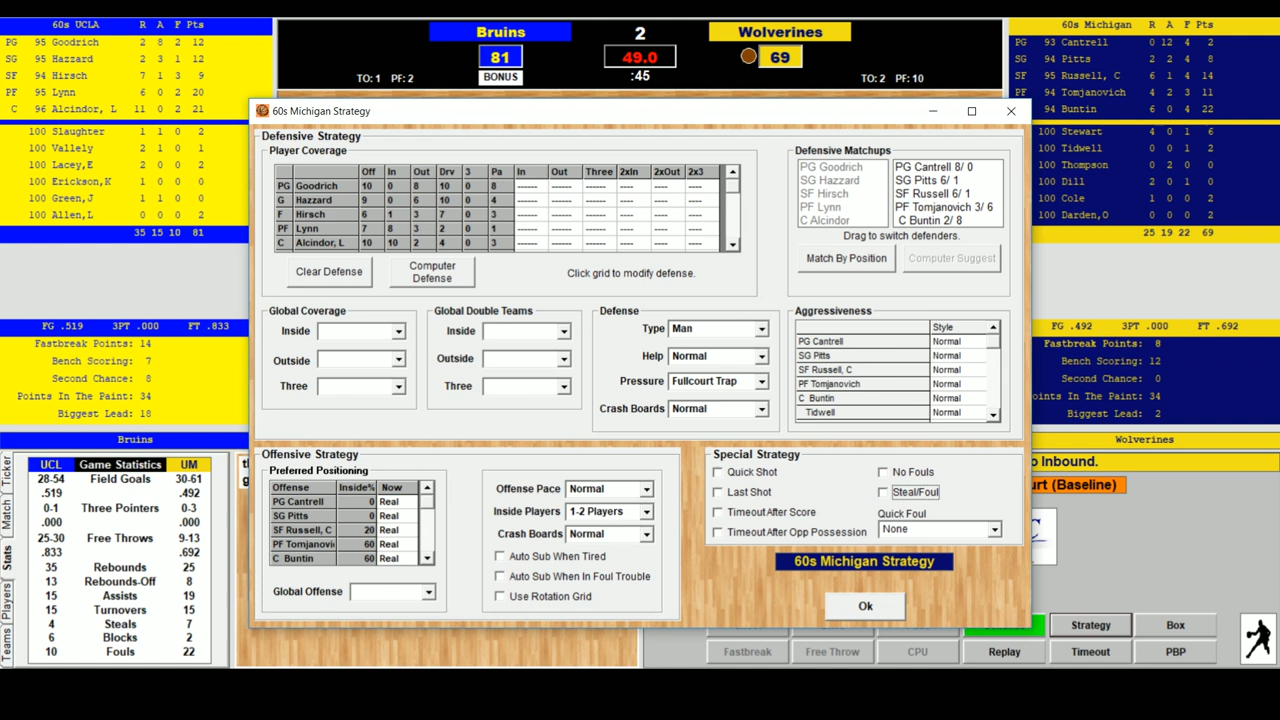 60s UCLA R A F Pts
PG 95 Goodrich 2 8 2 12
SG 95 Hazzard 2 3 1 12
SF 94 Hirsch 7 1 3 9
PF 95 Lynn 6 0 2 20
C 96 Alcindor, L 11 0 2 21
100 Slaughter 1 1 0 2
100 Vallely 2 1 0 1
100 Lacey,E 2 0 0 2
100 Erickson,K 1 0 0 0
100 Green,J 1 1 0 2
100 Allen,L 0 0 0 2
35 15 10 81
FG .519 3PT .000 FT .833
Fastbreak Points: 14
Bench Scoring: 7
Second Chance: 8
Points In The Paint: 34
Biggest Lead: 18
Bruins
Ticker
Match
Stats
Players
Teams
UCL Game Statistics UM
28-54 Field Goals 30-61
.519 .492
0-1 Three Pointers 0-3
.000 .000
25-30 Free Throws 9-13
.833 .692
35 Rebounds 25
13 Rebounds-Off 8
15 Assists 19
15 Turnovers 15
4 Steals 7
6 Blocks 2
10 Fouls 22
Bruins 2 Wolverines
81 49.0 69
BONUS :45
TO: 1 PF: 2 TO: 2 PF: 10
60s Michigan R A F Pts
PG 93 Cantrell 0 12 4 2
SG 94 Pitts 2 2 4 8
SF 95 Russell, C 6 1 4 14
PF 94 Tomjanovich 4 2 3 11
C 94 Buntin 6 0 4 22
100 Stewart 4 0 1 6
100 Tidwell 0 1 1 2
100 Thompson 0 2 0 2
100 Dill 2 0 1 0
100 Cole 1 0 0 2
100 Darden,O 0 0 0 2
25 19 22 69
FG .492 3PT .000 FT .692
Fastbreak Points: 8
Bench Scoring: 12
Second Chance: 0
oints In The Paint: 34
Biggest Lead: 2
Wolverines
o Inbound.
urt (Baseline)
60s Michigan Strategy
Defensive Strategy
Player Coverage
Off In Out Drv 3 Pa In Out Three 2xIn 2xOut 2x3
PG Goodrich 10 0 8 10 0 8 ------ ------ ------ ---- ---- ----
G Hazzard 9 0 6 10 0 4 ------ ------ ------ ---- ---- ----
F Hirsch 6 1 3 7 0 3 ------ ------ ------ ---- ---- ----
PF Lynn 7 8 3 2 0 1 ------ ------ ------ ---- ---- ----
C Alcindor, L 10 10 2 4 0 3 ------ ------ ------ ---- ---- ----
Clear Defense
Computer
Defense
Click grid to modify defense.
Defensive Matchups
PG Goodrich PG Cantrell 8/ 0
SG Hazzard SG Pitts 6/ 1
SF Hirsch SF Russell 6/ 1
PF Lynn PF Tomjanovich 3/ 6
C Alcindor C Buntin 2/ 8
Drag to switch defenders.
Match By Position Computer Suggest
Global Coverage
Inside
Outside
Three
Global Double Teams
Inside
Outside
Three
Defense
Type Man
Help Normal
Pressure Fullcourt Trap
Crash Boards Normal
Aggressiveness
Style
PG Cantrell Normal
SG Pitts Normal
SF Russell, C Normal
PF Tomjanovich Normal
C Buntin Normal
Tidwell Normal
Offensive Strategy
Preferred Positioning
Offense Inside% Now
PG Cantrell 0 Real
SG Pitts 0 Real
SF Russell, C 20 Real
PF Tomjanovi 60 Real
C Buntin 60 Real
Global Offense
Offense Pace Normal
Inside Players 1-2 Players
Crash Boards Normal
Auto Sub When Tired
Auto Sub When In Foul Trouble
Use Rotation Grid
Special Strategy
Quick Shot No Fouls
Last Shot Steal/Foul
Timeout After Score Quick Foul
Timeout After Opp Possession None
60s Michigan Strategy
Ok
Strategy Box
Fastbreak Free Throw CPU Replay Timeout PBP